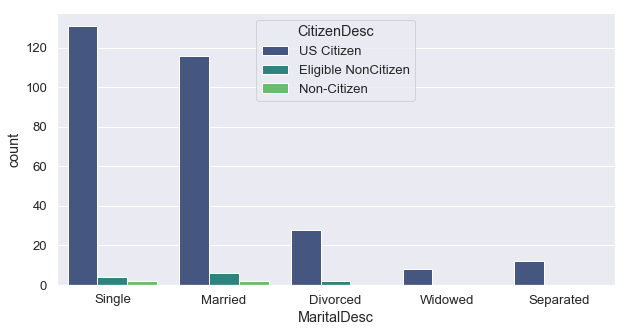 CitizenDesc
US Citizen
Eligible NonCitizen
Non-Citizen
120
100
80
60
40
20
0
count
Single Married Divorced Widowed Separated
MaritalDesc